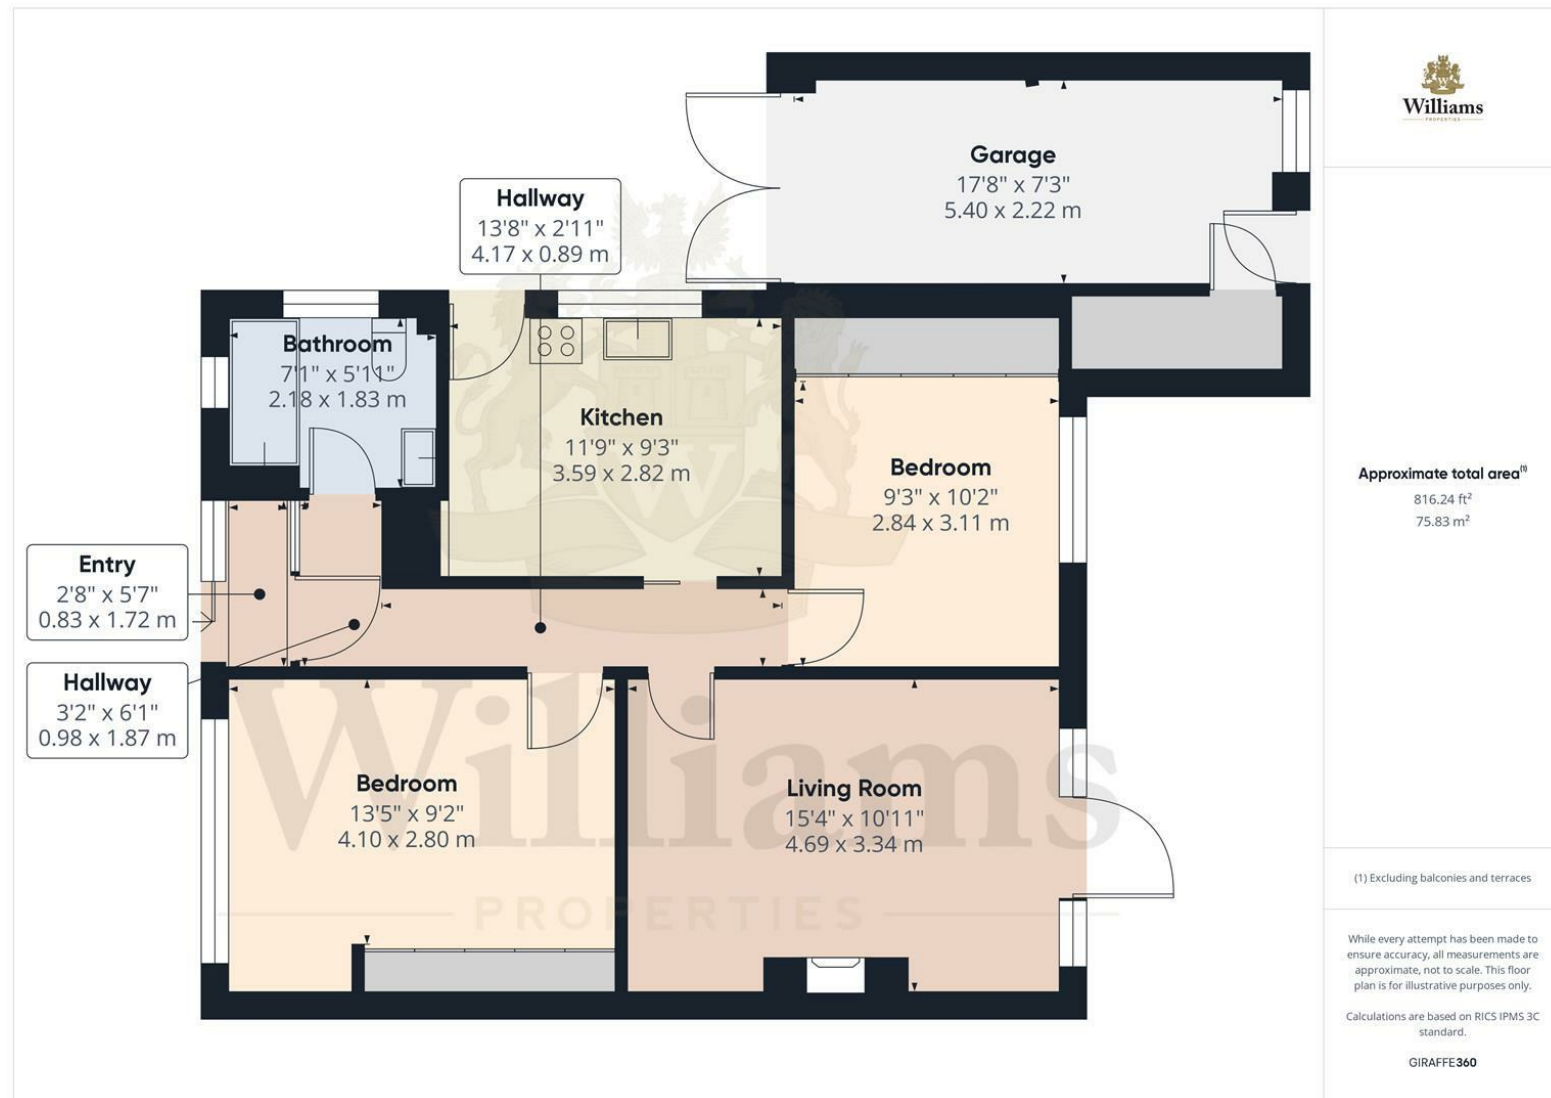 Garage
17'8" x 7'3"
5.40 x 2.22 m
Hallway
13'8" x 2'11"
4.17 x 0.89 m
Bathroom
7'1" x 5'11"
2.18 x 1.83 m
Kitchen
11'9" x 9'3"
3.59 x 2.82 m
Bedroom
9'3" x 10'2"
2.84 x 3.11 m
Entry
2'8" x 5'7"
0.83 x 1.72 m
Hallway
3'2" x 6'1"
0.98 x 1.87 m
Bedroom
13'5" x 9'2"
4.10 x 2.80 m
Living Room
15'4" x 10'11"
4.69 x 3.34 m
W
Williams
PROPERTIES
W
Williams
PROPERTIES
Approximate total area⁽¹⁾
816.24 ft²
75.83 m²
(1) Excluding balconies and terraces
While every attempt has been made to
ensure accuracy, all measurements are
approximate, not to scale. This floor
plan is for illustrative purposes only.
Calculations are based on RICS IPMS 3C
standard.
GIRAFFE360